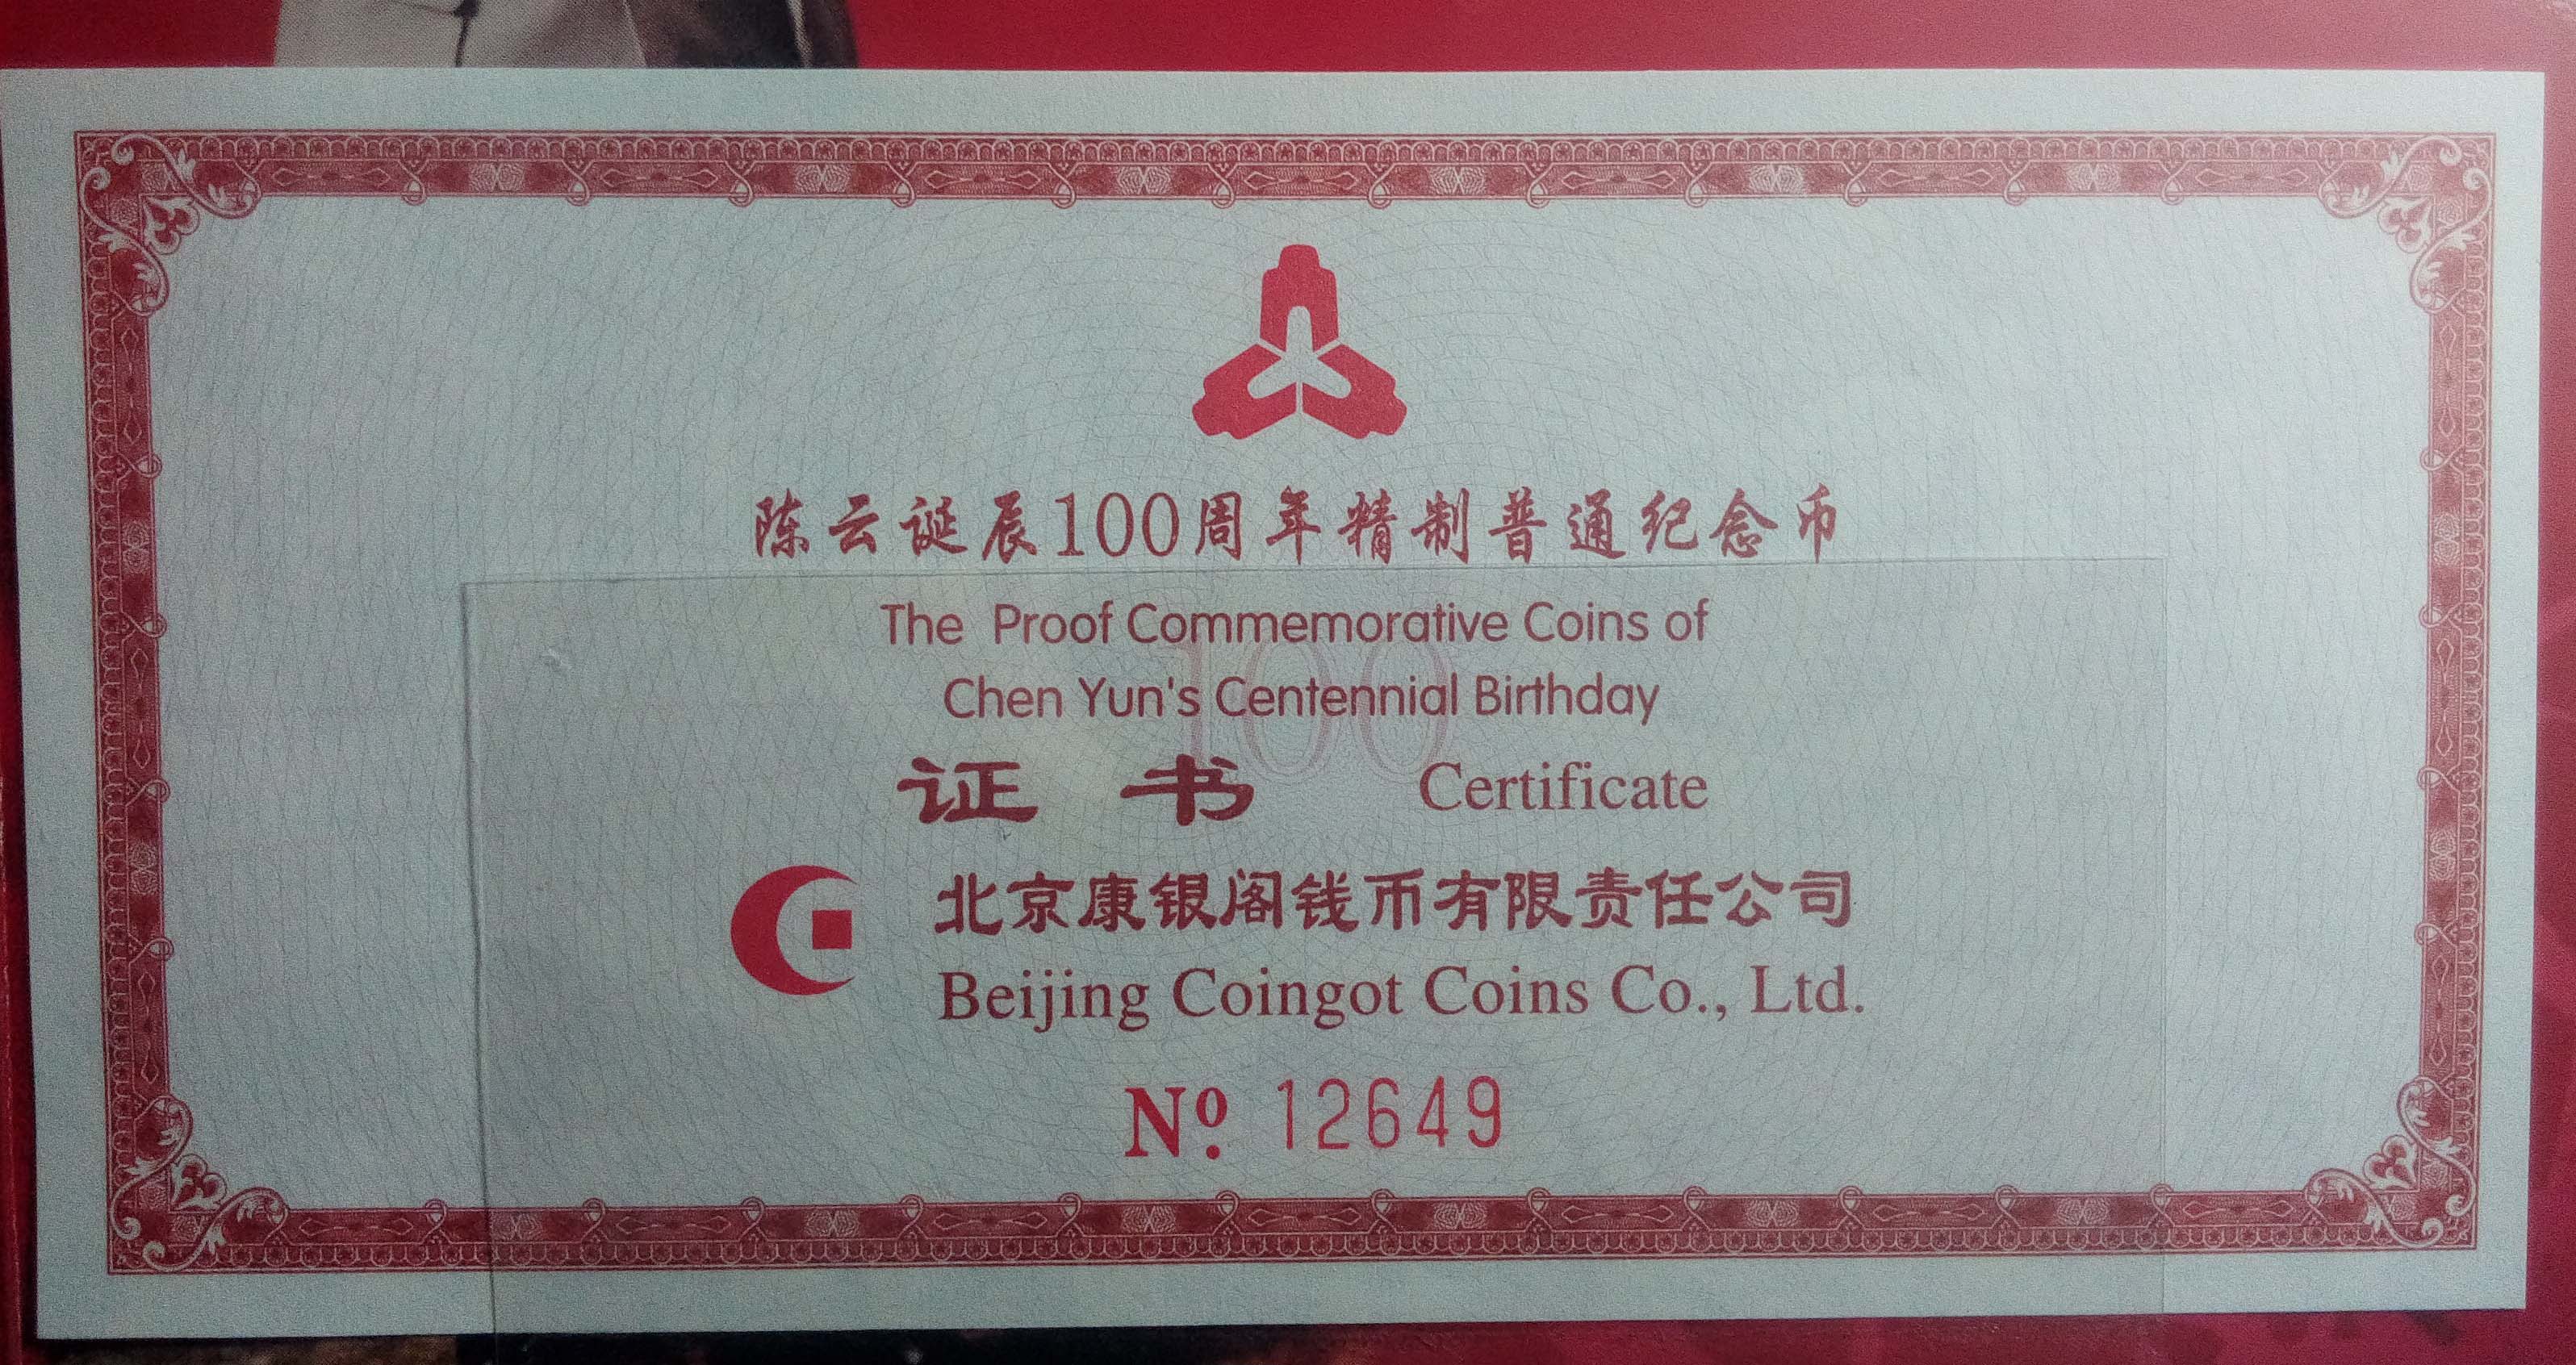 陈云诞辰100周年精制普通纪念币
The Proof Commemorative Coins of
Chen Yun's Centennial Birthday
100
证 书 Certificate
北京康银阁钱币有限责任公司
Beijing Coingot Coins Co., Ltd.
Nº. 12649